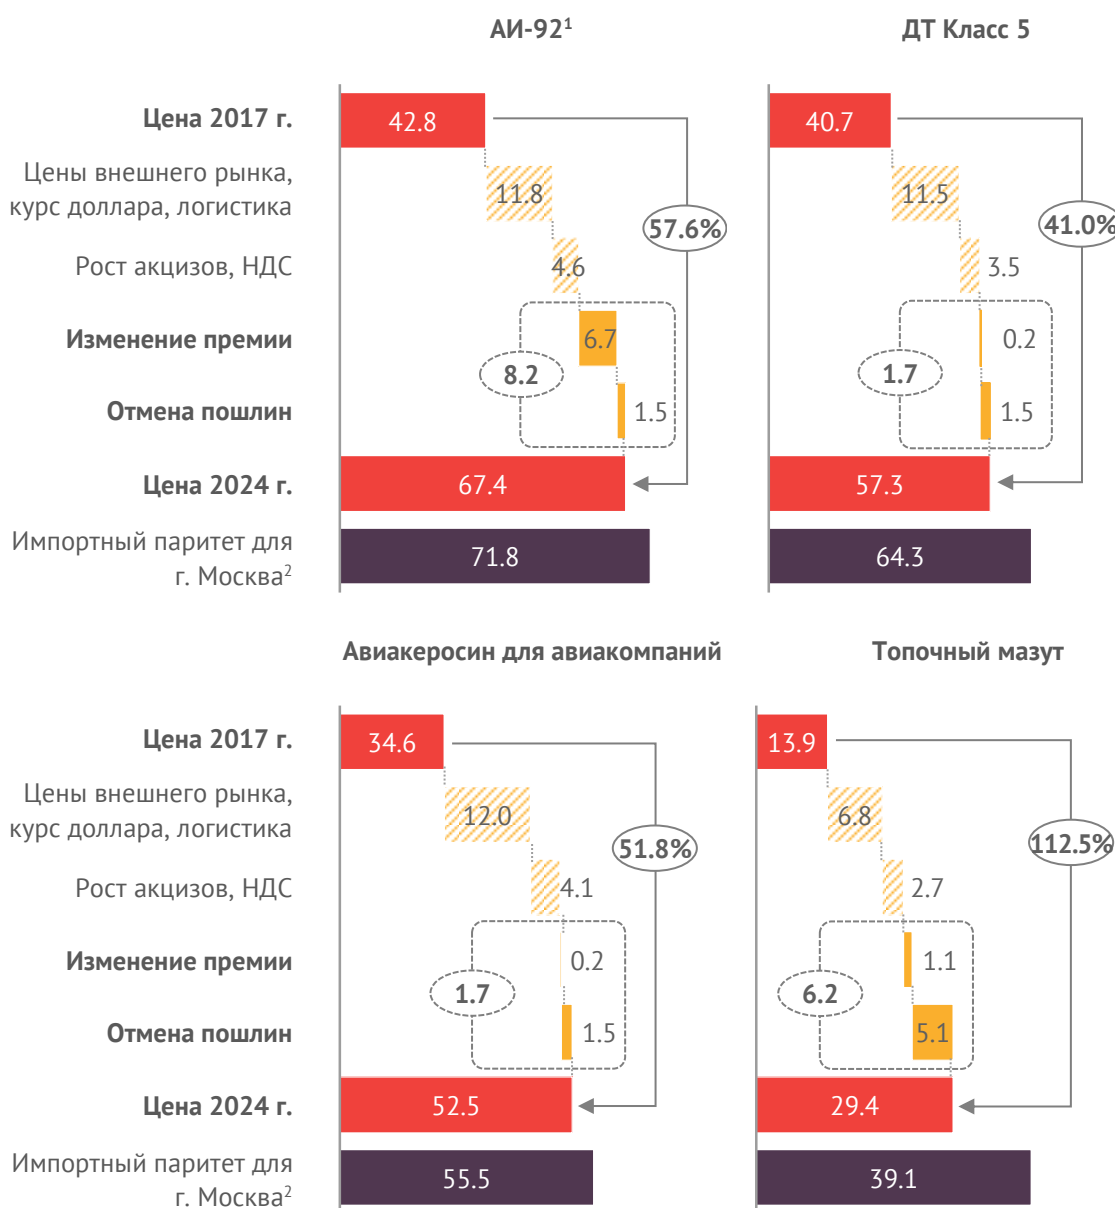 АИ-92¹
ДТ Класс 5
Цена 2017 г.
42.8
40.7
Цены внешнего рынка,
курс доллара, логистика
11.8
11.5
57.6%
41.0%
Рост акцизов, НДС
4.6
3.5
Изменение премии
6.7
0.2
8.2
1.7
Отмена пошлин
1.5
1.5
Цена 2024 г.
67.4
57.3
Импортный паритет для
г. Москва²
71.8
64.3
Авиакеросин для авиакомпаний
Топочный мазут
Цена 2017 г.
34.6
13.9
Цены внешнего рынка,
курс доллара, логистика
12.0
6.8
51.8%
112.5%
Рост акцизов, НДС
4.1
2.7
Изменение премии
0.2
1.1
1.7
6.2
Отмена пошлин
1.5
5.1
Цена 2024 г.
52.5
29.4
Импортный паритет для
г. Москва²
55.5
39.1